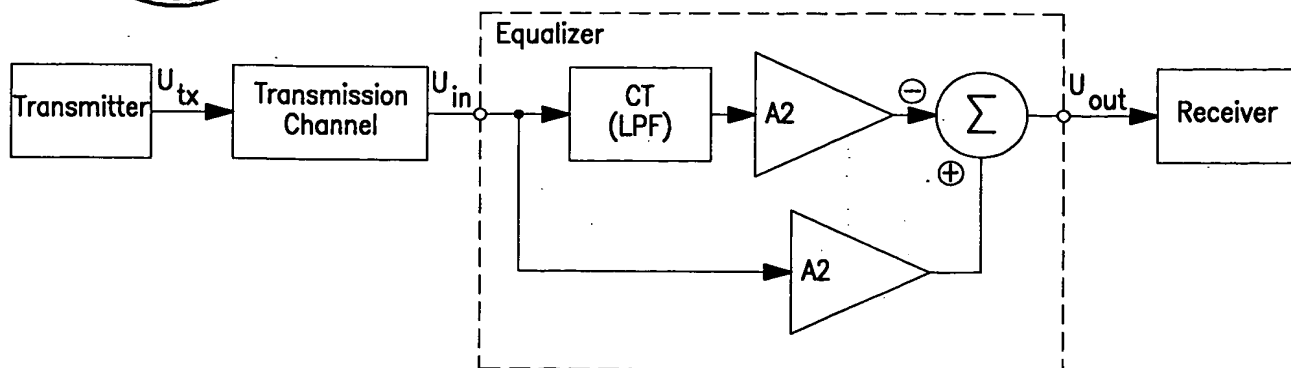 Equalizer
Transmitter
U tx
Transmission
Channel
U in
CT
(LPF)
A2
⊖
Σ
⊕
U out
Receiver
A2